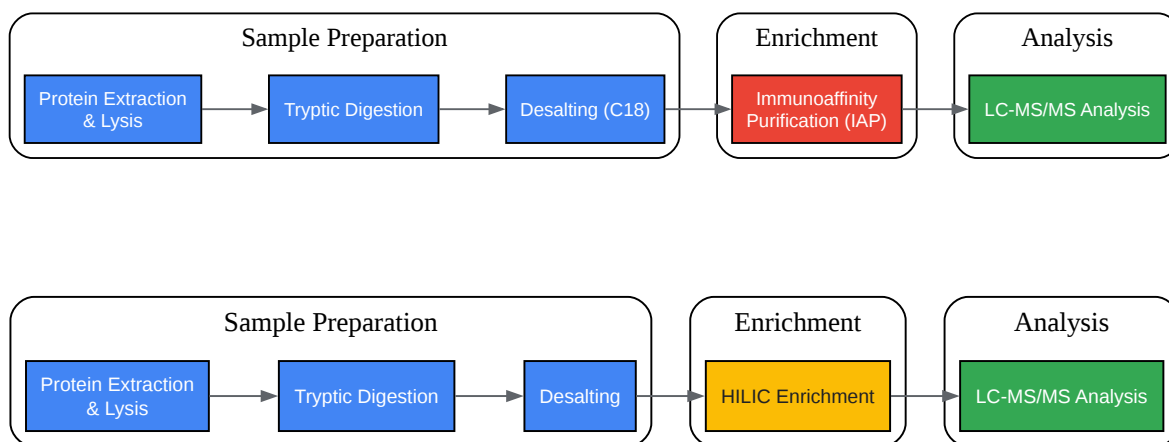 Sample Preparation
Enrichment
Analysis
Protein Extraction
& Lysis
Tryptic Digestion
Desalting (C18)
Immunoaffinity
Purification (IAP)
LC-MS/MS Analysis
Sample Preparation
Enrichment
Analysis
Protein Extraction
& Lysis
Tryptic Digestion
Desalting
HILIC Enrichment
LC-MS/MS Analysis